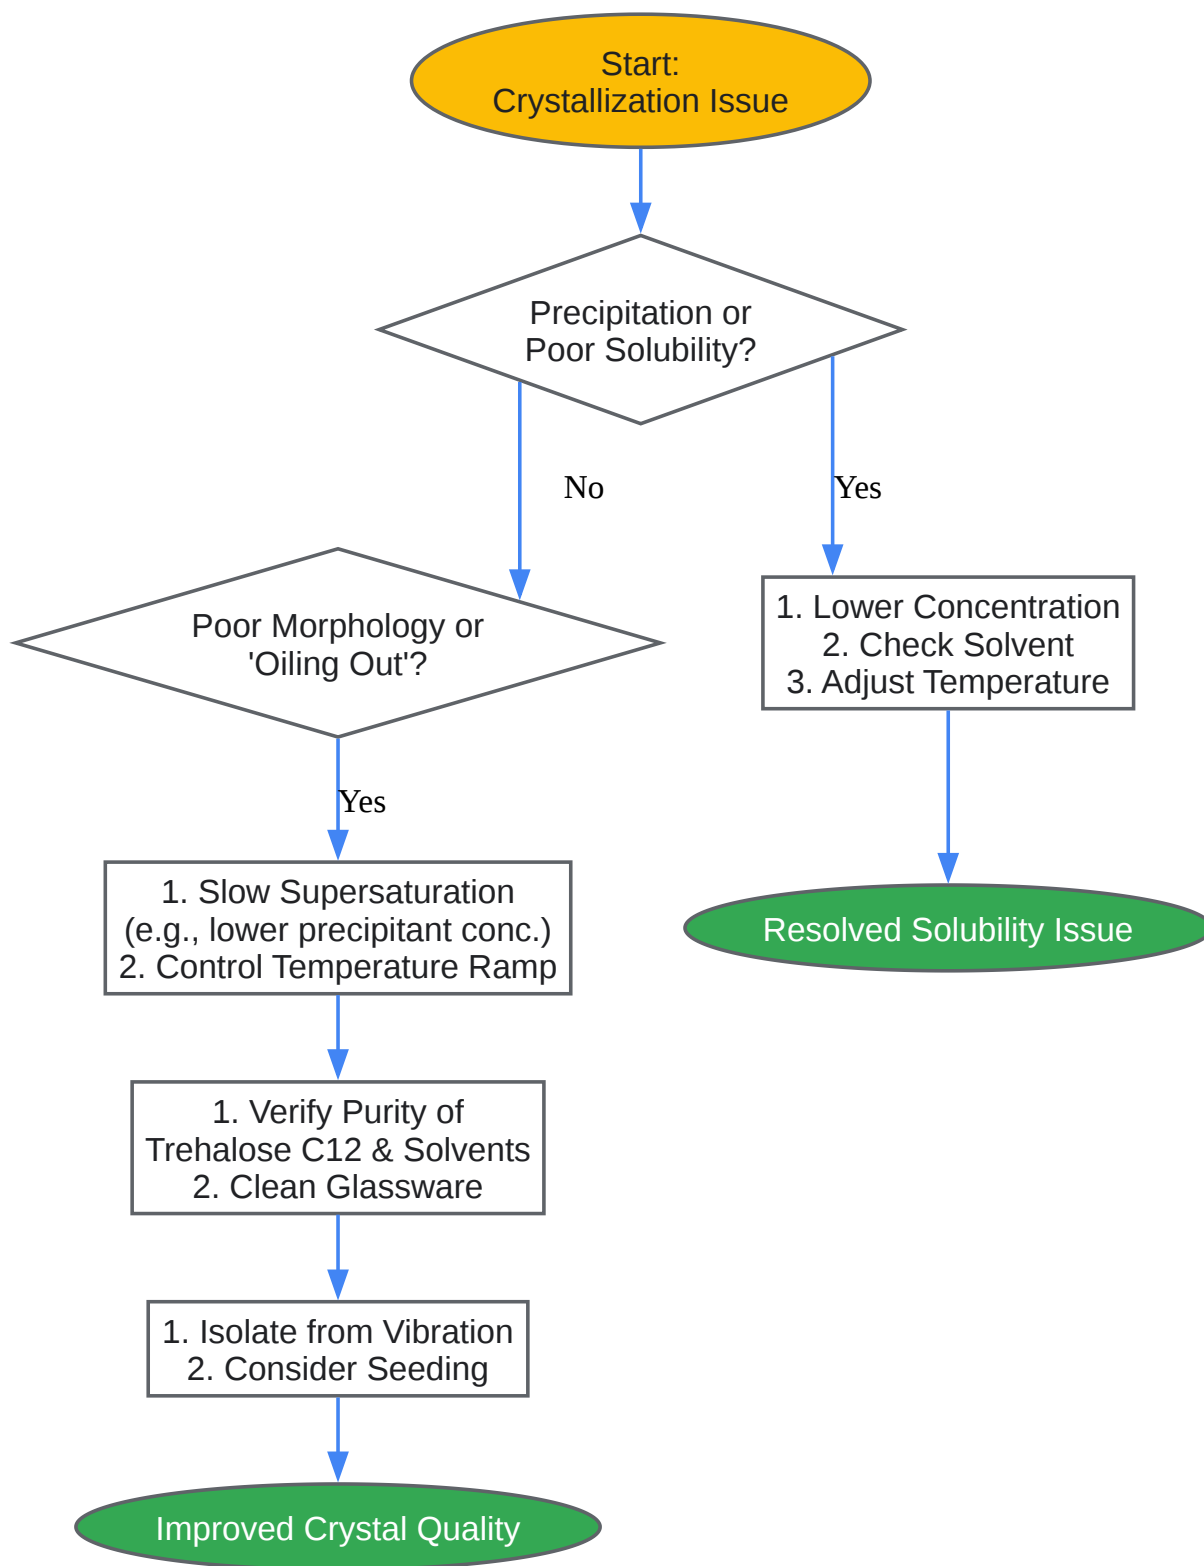 Start:
Crystallization Issue
Precipitation or
Poor Solubility?
No
Yes
Poor Morphology or
'Oiling Out'?
1. Lower Concentration
2. Check Solvent
3. Adjust Temperature
Yes
1. Slow Supersaturation
(e.g., lower precipitant conc.)
2. Control Temperature Ramp
Resolved Solubility Issue
1. Verify Purity of
Trehalose C12 & Solvents
2. Clean Glassware
1. Isolate from Vibration
2. Consider Seeding
Improved Crystal Quality